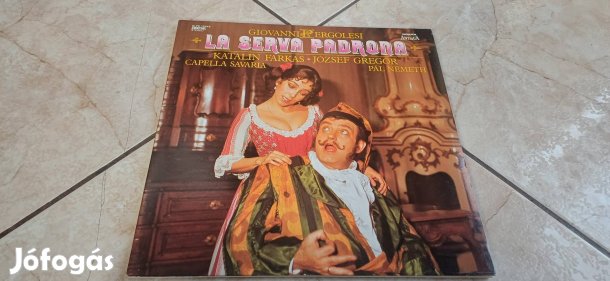 GIOVANNI PERGOLESI
LA SERVA PADRONA
KATALIN FARKAS • JÓZSEF GREGOR
CAPELLA SAVARIA
PÁL NÉMETH
Jófogás